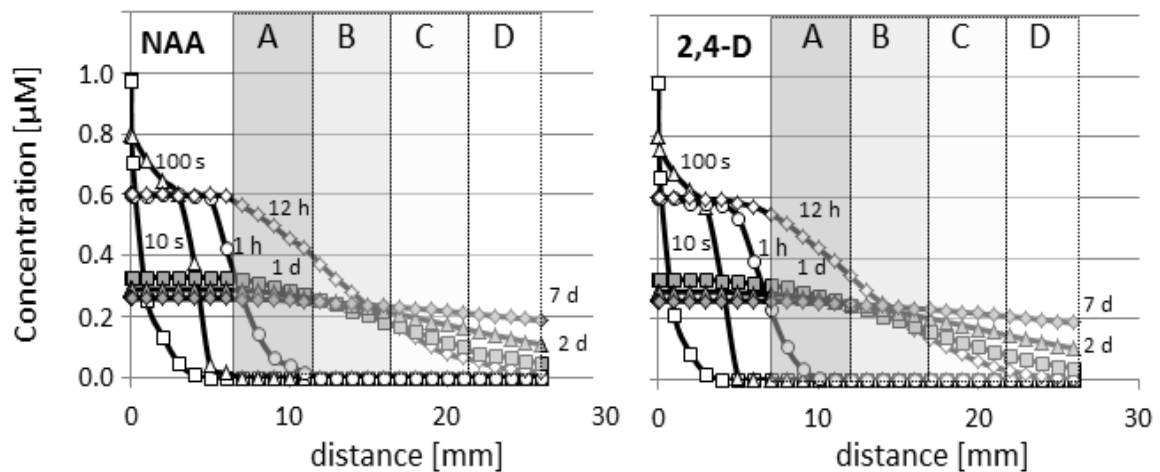 NAA A B C D
1.0
0.8
0.6
0.4
0.2
0.0
Concentration [µM]
100 s
10 s
1 h
12 h
1 d
7 d
2 d
0 10 20 30
distance [mm]
2,4-D A B C D
100 s
10 s
1 h
12 h
1 d
7 d
2 d
0 10 20 30
distance [mm]